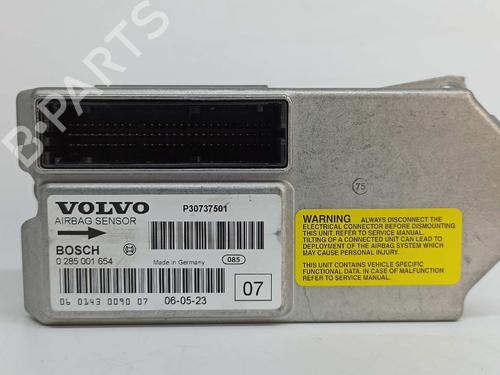 B-PARTS
VOLVO
AIRBAG SENSOR
P30737501
BOSCH
0 285 001 654
Made in Germany
085
06 0143 0090 07
06-05-23
07
75
WARNING ALWAYS DISCONNECT THE
ELECTRICAL CONNECTOR BEFORE DISMOUNTING
THIS UNIT. REFER TO SERVICE MANUAL.
TILTING OF A CONNECTED UNIT CAN LEAD TO
DEPLOYMENT OF THE AIRBAG SYSTEM WHICH
MAY CAUSE PERSONAL INJURY.
THIS UNIT CONTAINS VEHICLE SPECIFIC
FUNCTIONAL DATA. IN CASE OF MALFUNCTION
REFER TO SERVICE MANUAL.